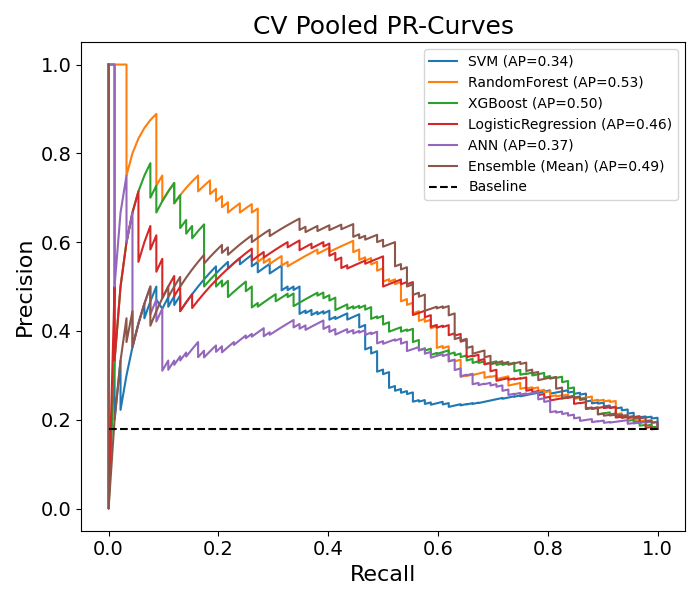 CV Pooled PR-Curves
SVM (AP=0.34)
RandomForest (AP=0.53)
XGBoost (AP=0.50)
LogisticRegression (AP=0.46)
ANN (AP=0.37)
Ensemble (Mean) (AP=0.49)
Baseline
Precision
1.0
0.8
0.6
0.4
0.2
0.0
0.0 0.2 0.4 0.6 0.8 1.0
Recall